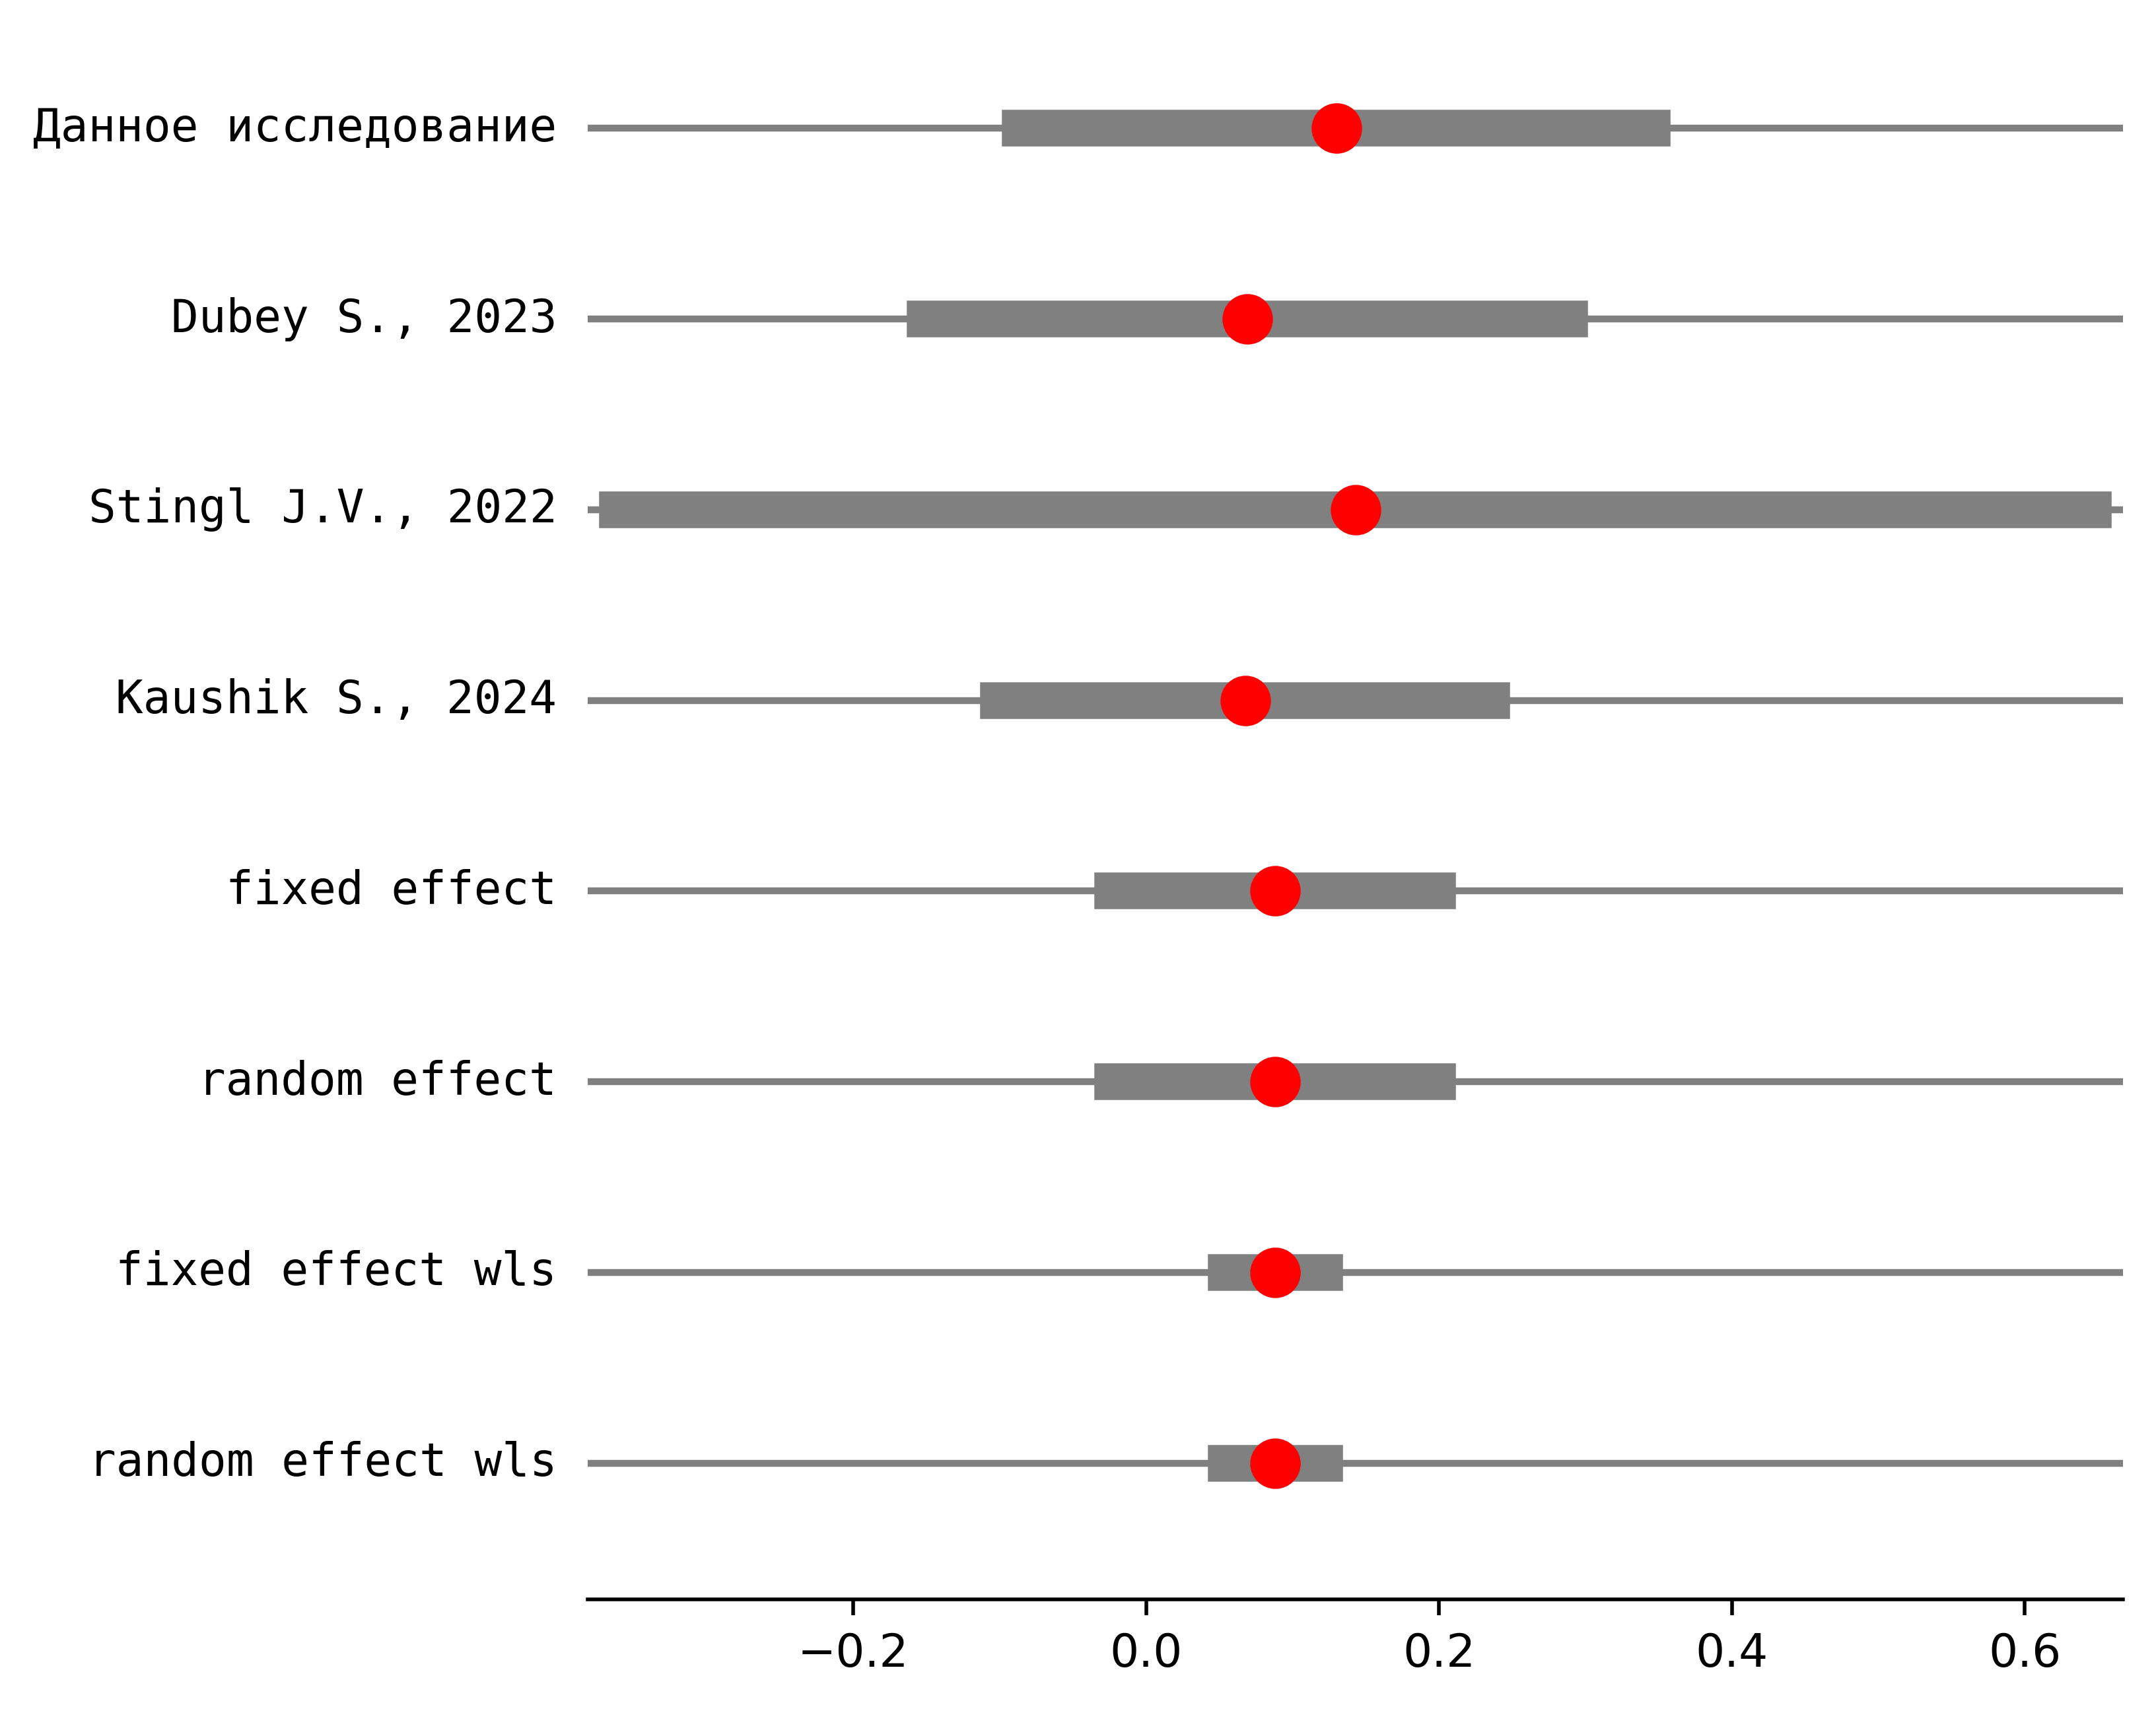 Данное исследование
Dubey S., 2023
Stingl J.V., 2022
Kaushik S., 2024
fixed effect
random effect
fixed effect wls
random effect wls
−0.2 0.0 0.2 0.4 0.6